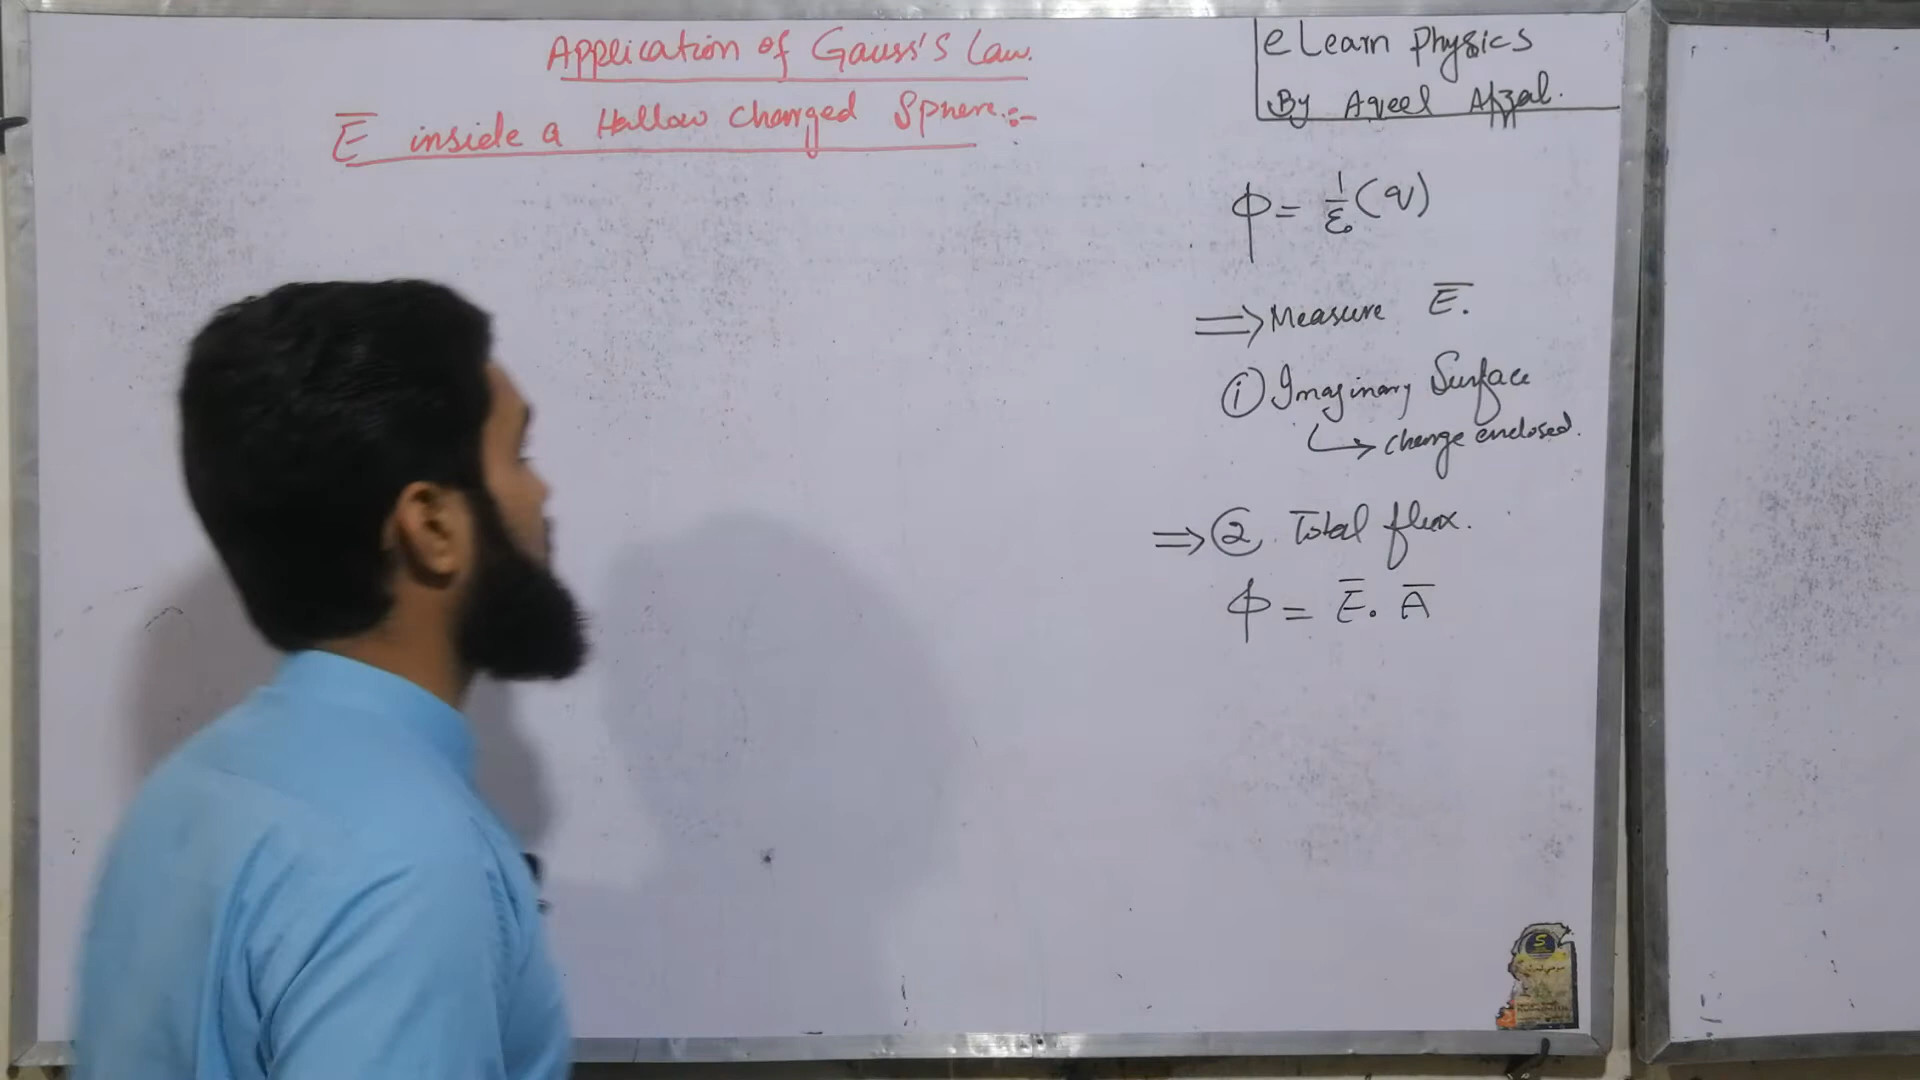 Application of Gauss's Law.
E̅ inside a Hallow charged Sphere:-
eLearn physics
By Aqeel Afzal.
ϕ = 1/ε₀ (q)
⇒ Measure E̅.
① Imaginary Surface
↳ charge enclosed.
⇒ ② Total flux.
ϕ = E̅. A̅
S